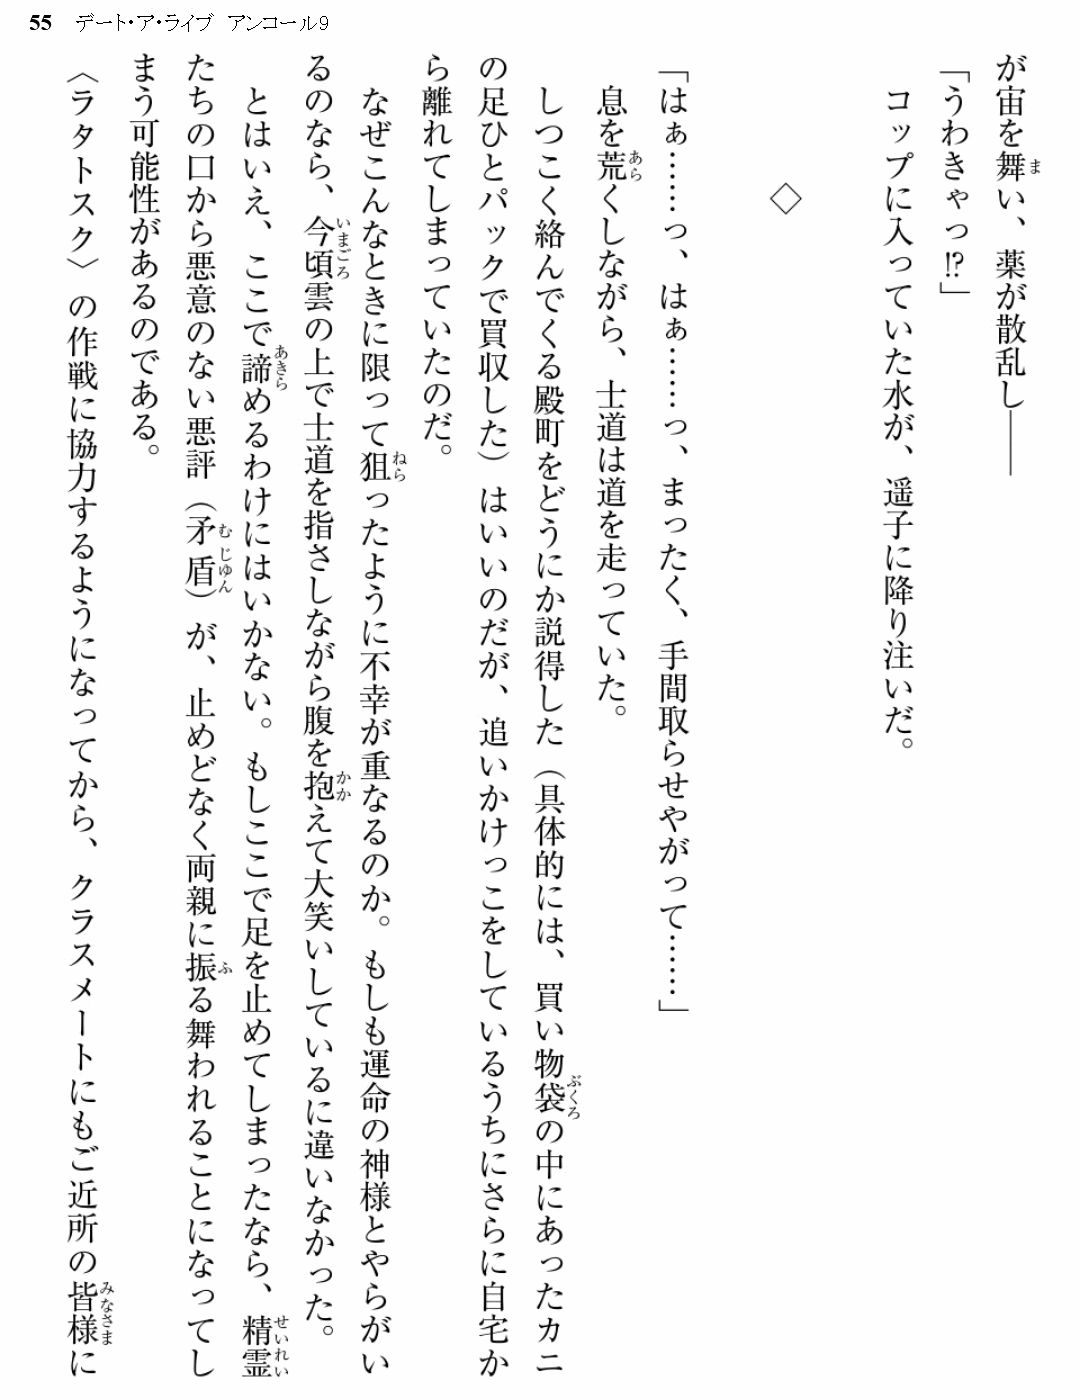 55 デート・ア・ライブ アンコール9
が宙を舞い、薬が散乱し――
「うわきゃっ!?」
コップに入っていた水が、遥子に降り注いだ。
◇
「はぁ……っ、はぁ……っ、まったく、手間取らせやがって……」
息を荒くしながら、士道は道を走っていた。
しつこく絡んでくる殿町をどうにか説得した(具体的には、買い物袋の中にあったカニ
の足ひとパックで買収した)はいいのだが、追いかけっこをしているうちにさらに自宅か
ら離れてしまっていたのだ。
なぜこんなときに限って狙ったように不幸が重なるのか。もしも運命の神様とやらがい
るのなら、今頃雲の上で士道を指さしながら腹を抱えて大笑いしているに違いなかった。
とはいえ、ここで諦めるわけにはいかない。もしここで足を止めてしまったなら、精霊
たちの口から悪意のない悪評(矛盾)が、止めどなく両親に振る舞われることになってし
まう可能性があるのである。
〈ラタトスク〉の作戦に協力するようになってから、クラスメートにもご近所の皆様に